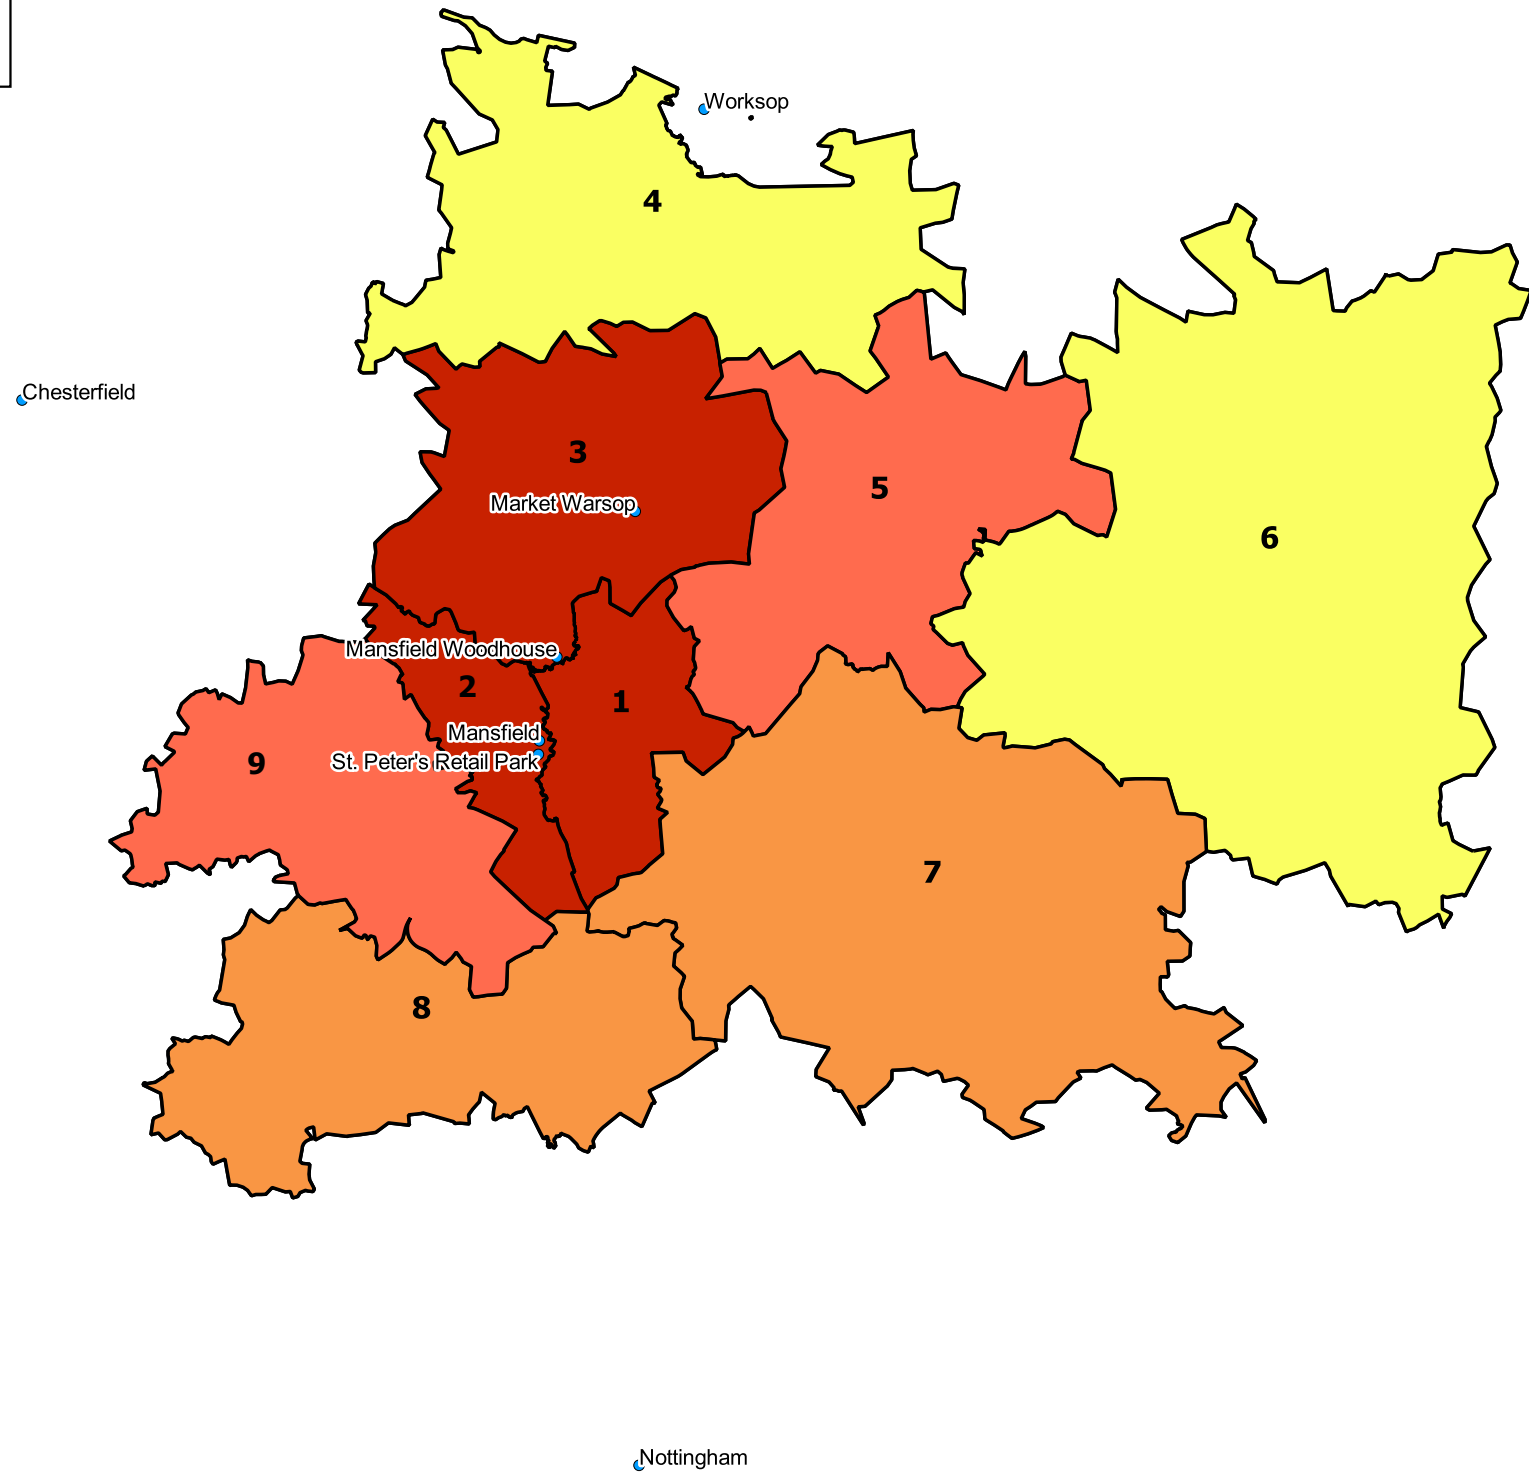 Worksop
4
Chesterfield
3
5
Market Warsop
6
Mansfield Woodhouse
2
1
Mansfield
St. Peter's Retail Park
9
7
8
Nottingham